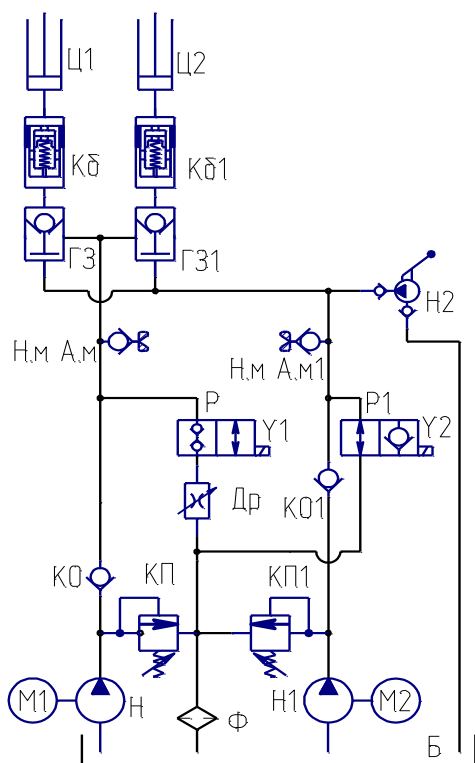 Ц1 Ц2
Кб Кб1
ГЗ ГЗ1
Н2
Н.м А.м Н.м А.м1
Р Р1
Y1 Y2
Др КО1
КО КП КП1
М1 Н Н1 М2
Ф Б